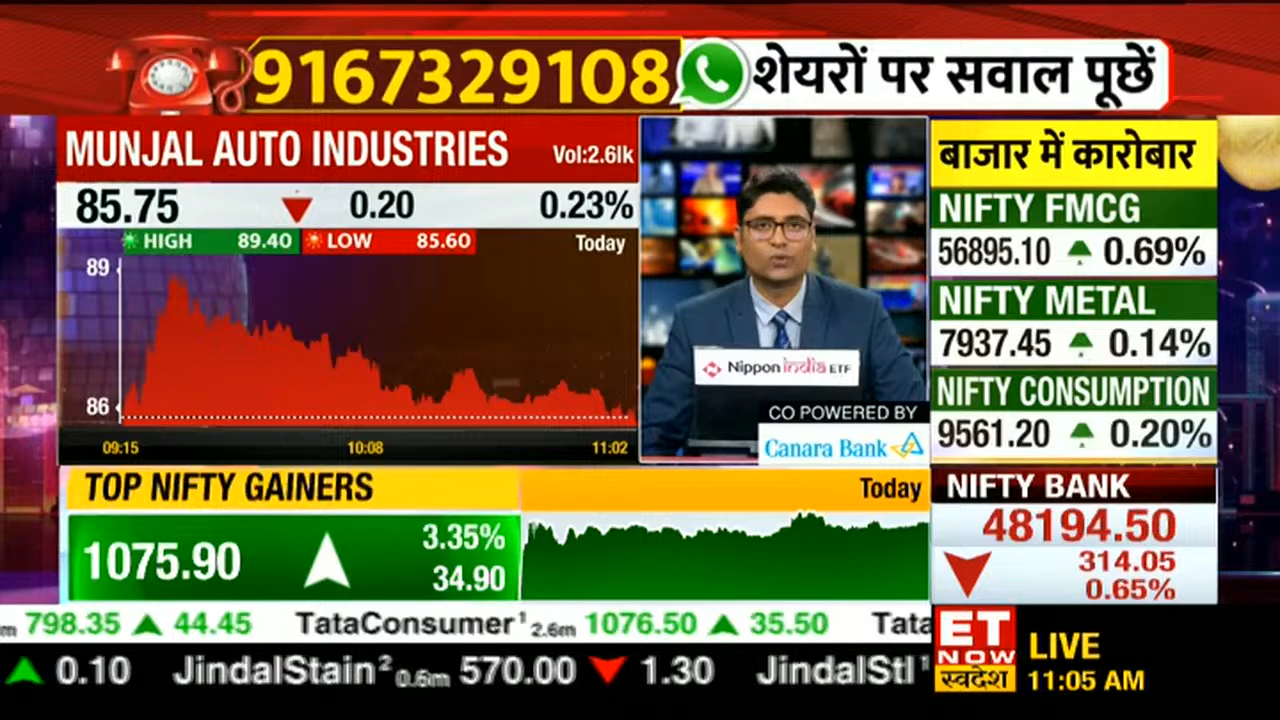 9167329108 शेयरों पर सवाल पूछें
MUNJAL AUTO INDUSTRIES Vol:2.6lk
85.75 0.20 0.23%
HIGH 89.40 LOW 85.60 Today
89
86
09:15 10:08 11:02
Nippon india ETF
CO POWERED BY
Canara Bank
बाजार में कारोबार
NIFTY FMCG
56895.10 0.69%
NIFTY METAL
7937.45 0.14%
NIFTY CONSUMPTION
9561.20 0.20%
TOP NIFTY GAINERS Today
1075.90 3.35%
34.90
NIFTY BANK
48194.50
314.05
0.65%
m 798.35 44.45 TataConsumer¹ 2.6m 1076.50 35.50 Tata
0.10 JindalStain² 0.6m 570.00 1.30 JindalStl¹
ET
NOW
स्वदेश
LIVE
11:05 AM